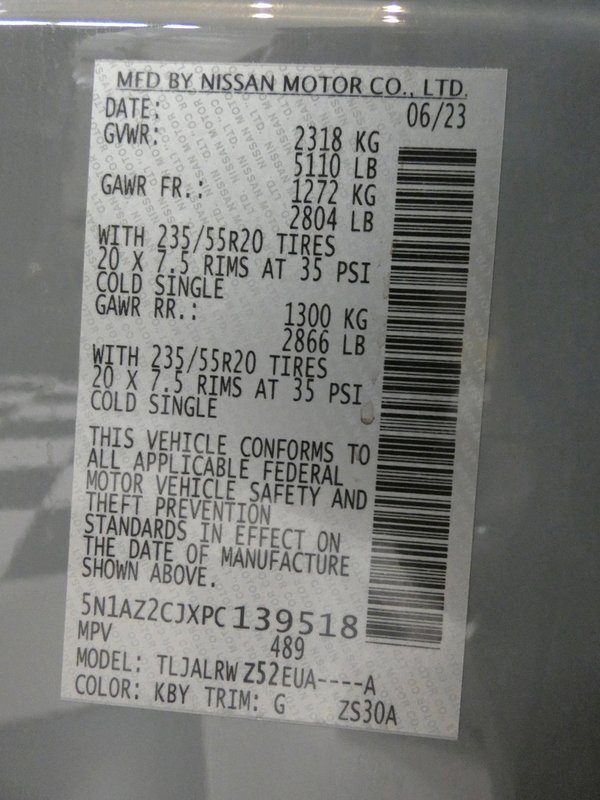 MFD BY NISSAN MOTOR CO., LTD.
DATE: 06/23
GVWR: 2318 KG
5110 LB
GAWR FR.: 1272 KG
2804 LB
WITH 235/55R20 TIRES
20 X 7.5 RIMS AT 35 PSI
COLD SINGLE
GAWR RR.: 1300 KG
2866 LB
WITH 235/55R20 TIRES
20 X 7.5 RIMS AT 35 PSI
COLD SINGLE
THIS VEHICLE CONFORMS TO
ALL APPLICABLE FEDERAL
MOTOR VEHICLE SAFETY AND
THEFT PREVENTION
STANDARDS IN EFFECT ON
THE DATE OF MANUFACTURE
SHOWN ABOVE.
5N1AZ2CJXPC139518
MPV 489
MODEL: TLJALRWZ52EUA----A
COLOR: KBY TRIM: G ZS30A